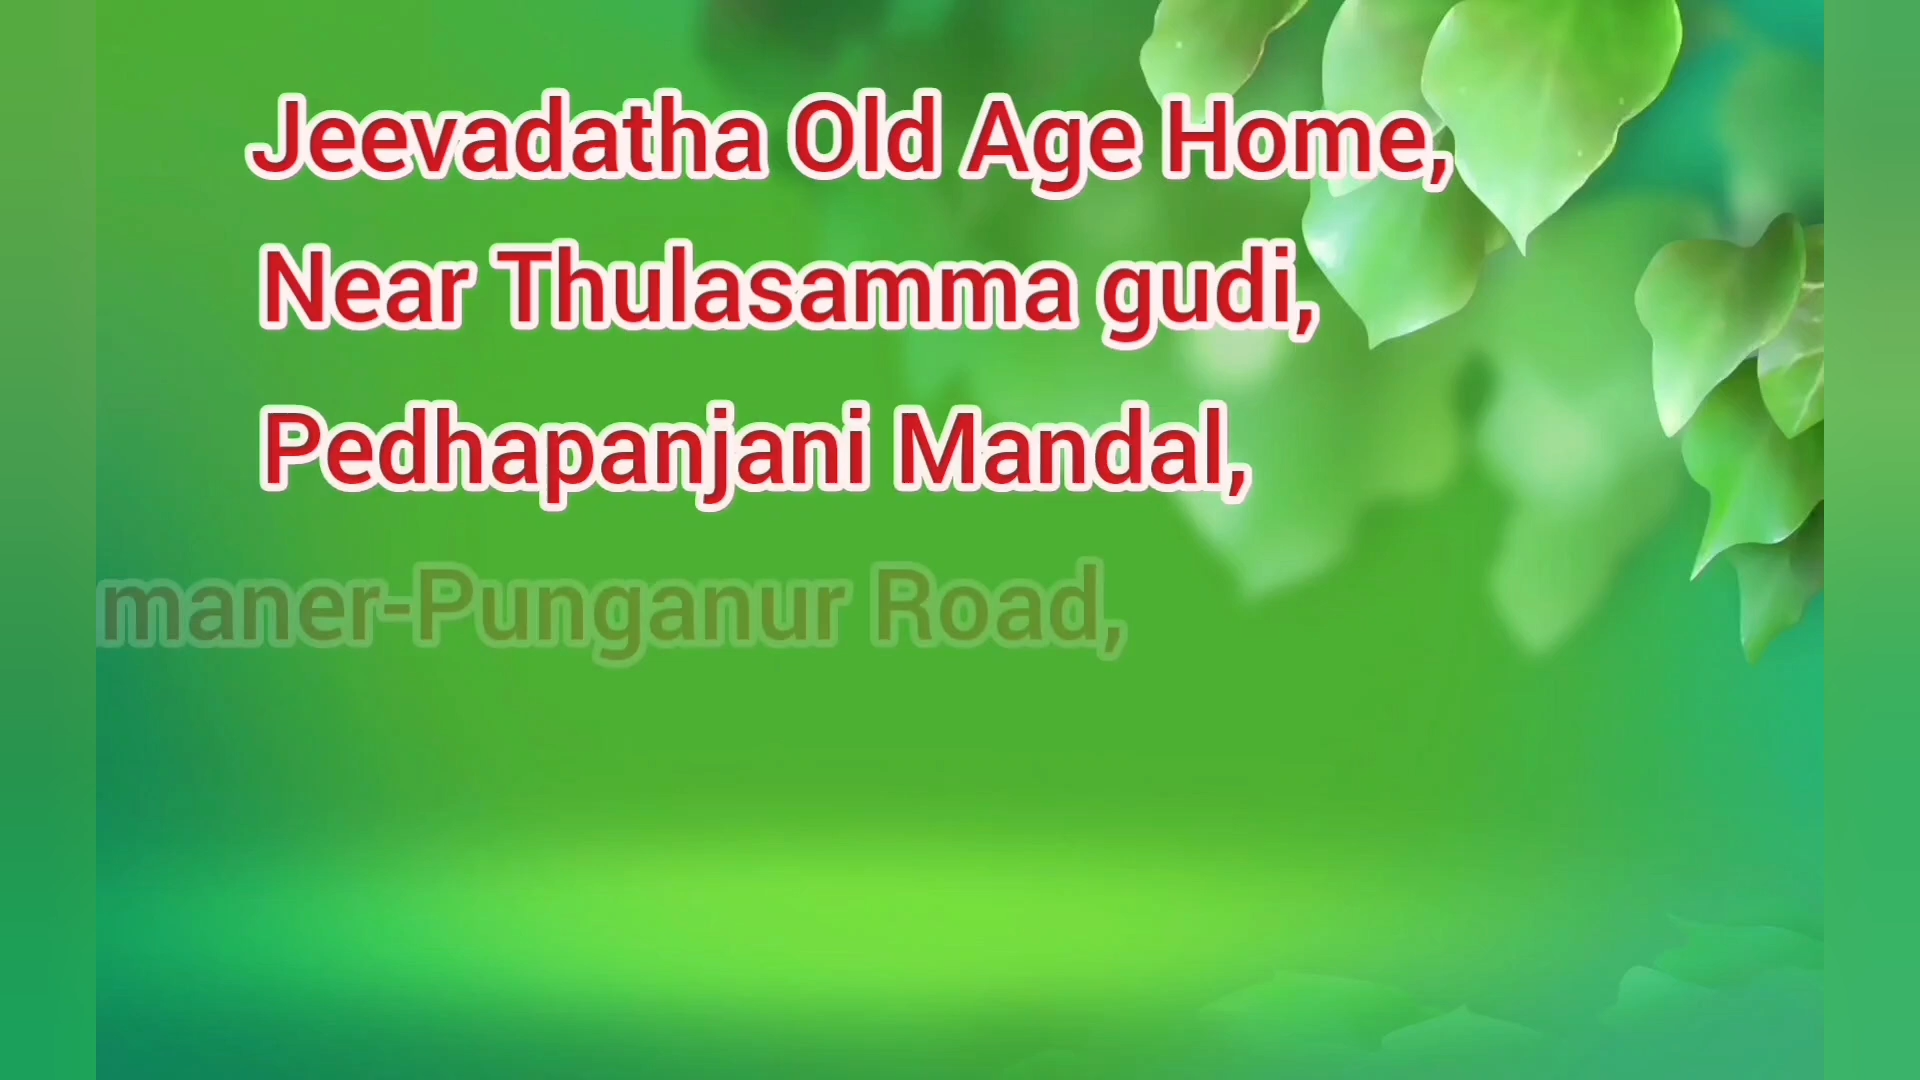 Jeevadatha Old Age Home,
Near Thulasamma gudi,
Pedhapanjani Mandal,
maner-Punganur Road,